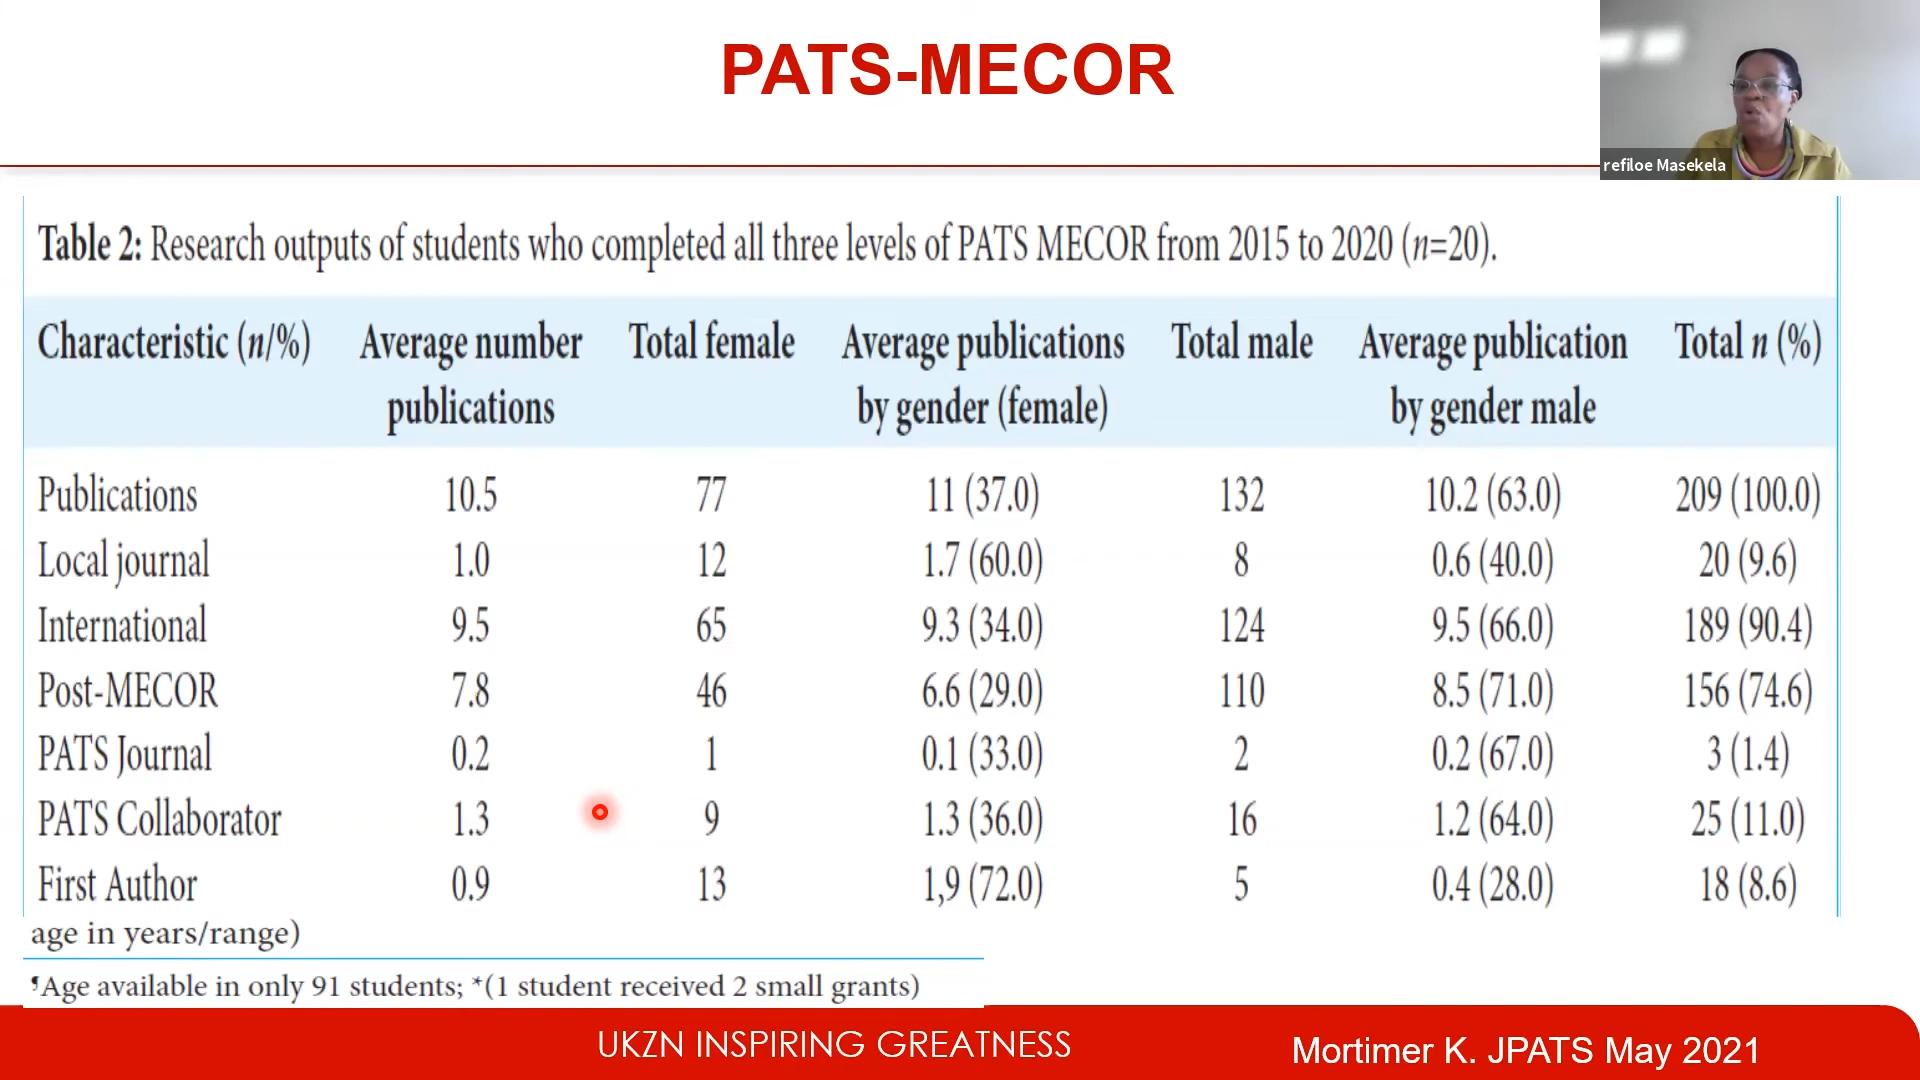 PATS-MECOR
refiloe Masekela
Table 2: Research outputs of students who completed all three levels of PATS MECOR from 2015 to 2020 (n=20).
Characteristic (n/%) Average number publications Total female Average publications by gender (female) Total male Average publication by gender male Total n (%)
Publications 10.5 77 11 (37.0) 132 10.2 (63.0) 209 (100.0)
Local journal 1.0 12 1.7 (60.0) 8 0.6 (40.0) 20 (9.6)
International 9.5 65 9.3 (34.0) 124 9.5 (66.0) 189 (90.4)
Post-MECOR 7.8 46 6.6 (29.0) 110 8.5 (71.0) 156 (74.6)
PATS Journal 0.2 1 0.1 (33.0) 2 0.2 (67.0) 3 (1.4)
PATS Collaborator 1.3 9 1.3 (36.0) 16 1.2 (64.0) 25 (11.0)
First Author 0.9 13 1,9 (72.0) 5 0.4 (28.0) 18 (8.6)
age in years/range)
¶Age available in only 91 students; *(1 student received 2 small grants)
UKZN INSPIRING GREATNESS
Mortimer K. JPATS May 2021